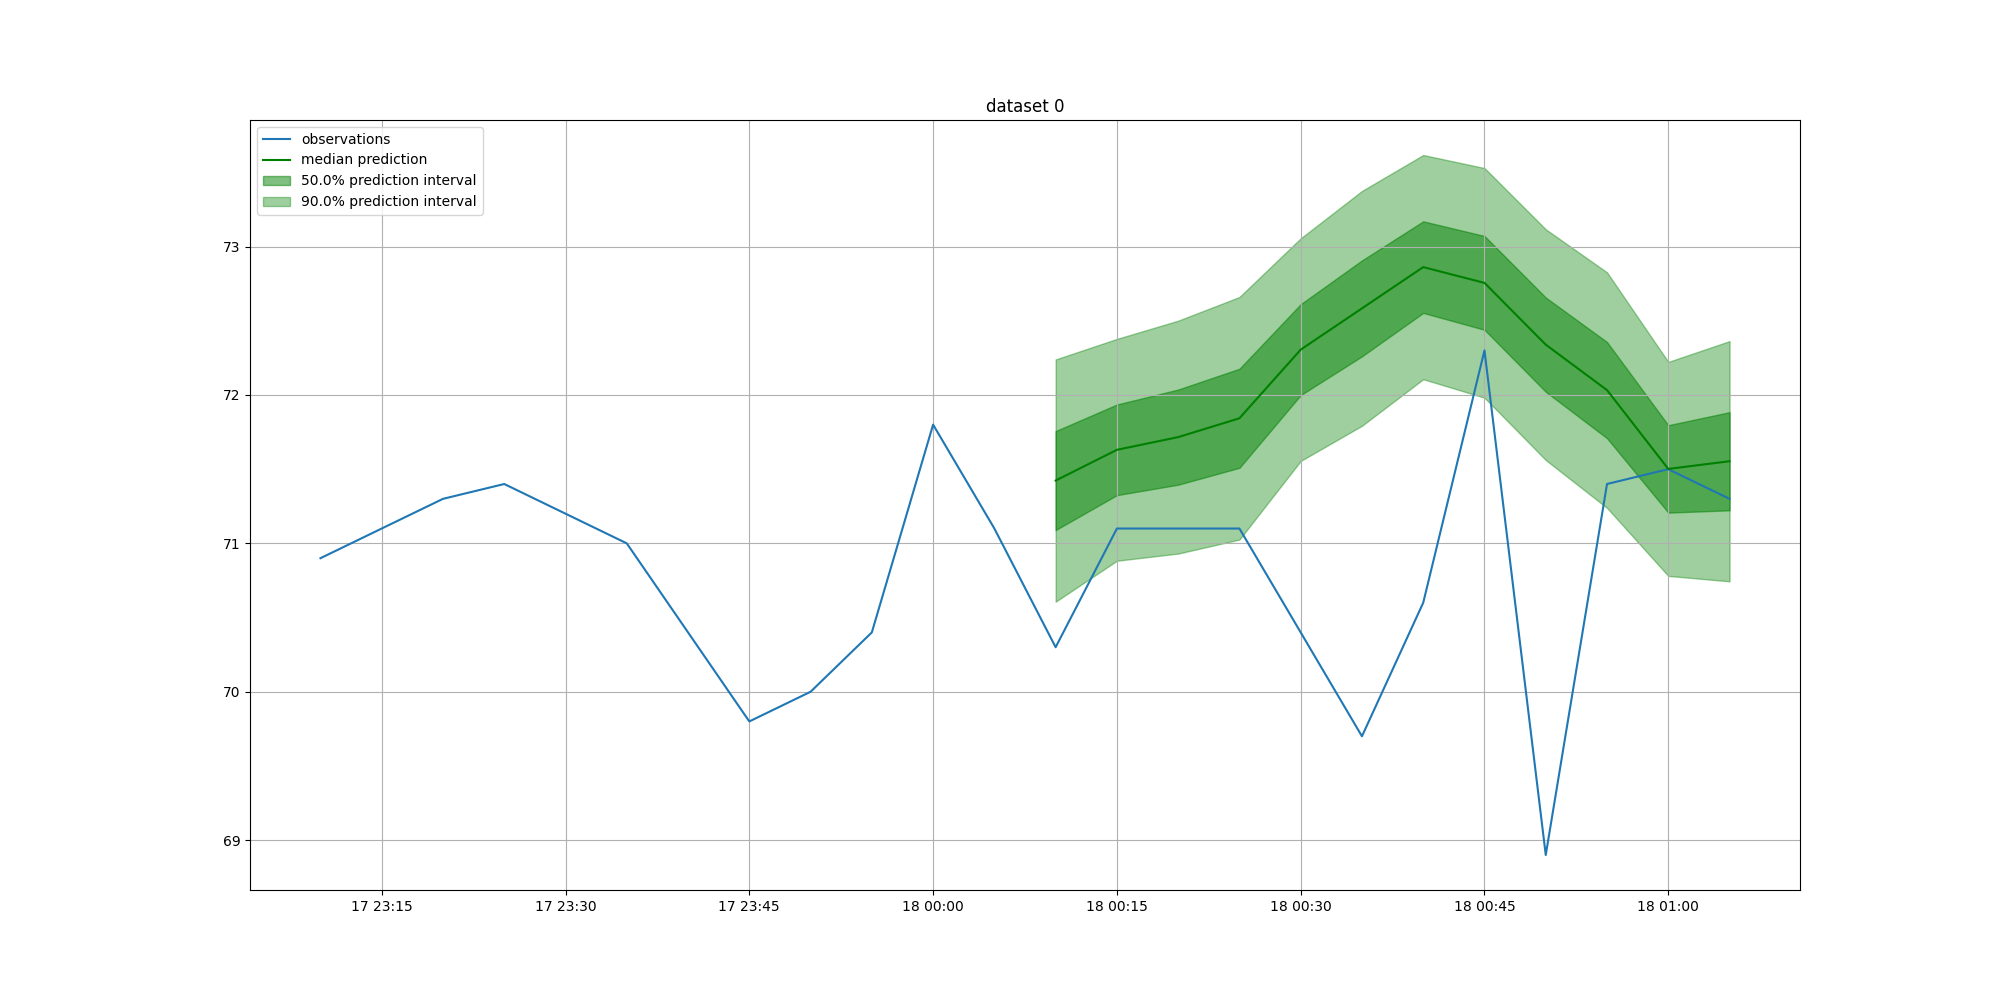 dataset 0
observations
median prediction
50.0% prediction interval
90.0% prediction interval
73
72
71
70
69
17 23:15
17 23:30
17 23:45
18 00:00
18 00:15
18 00:30
18 00:45
18 01:00